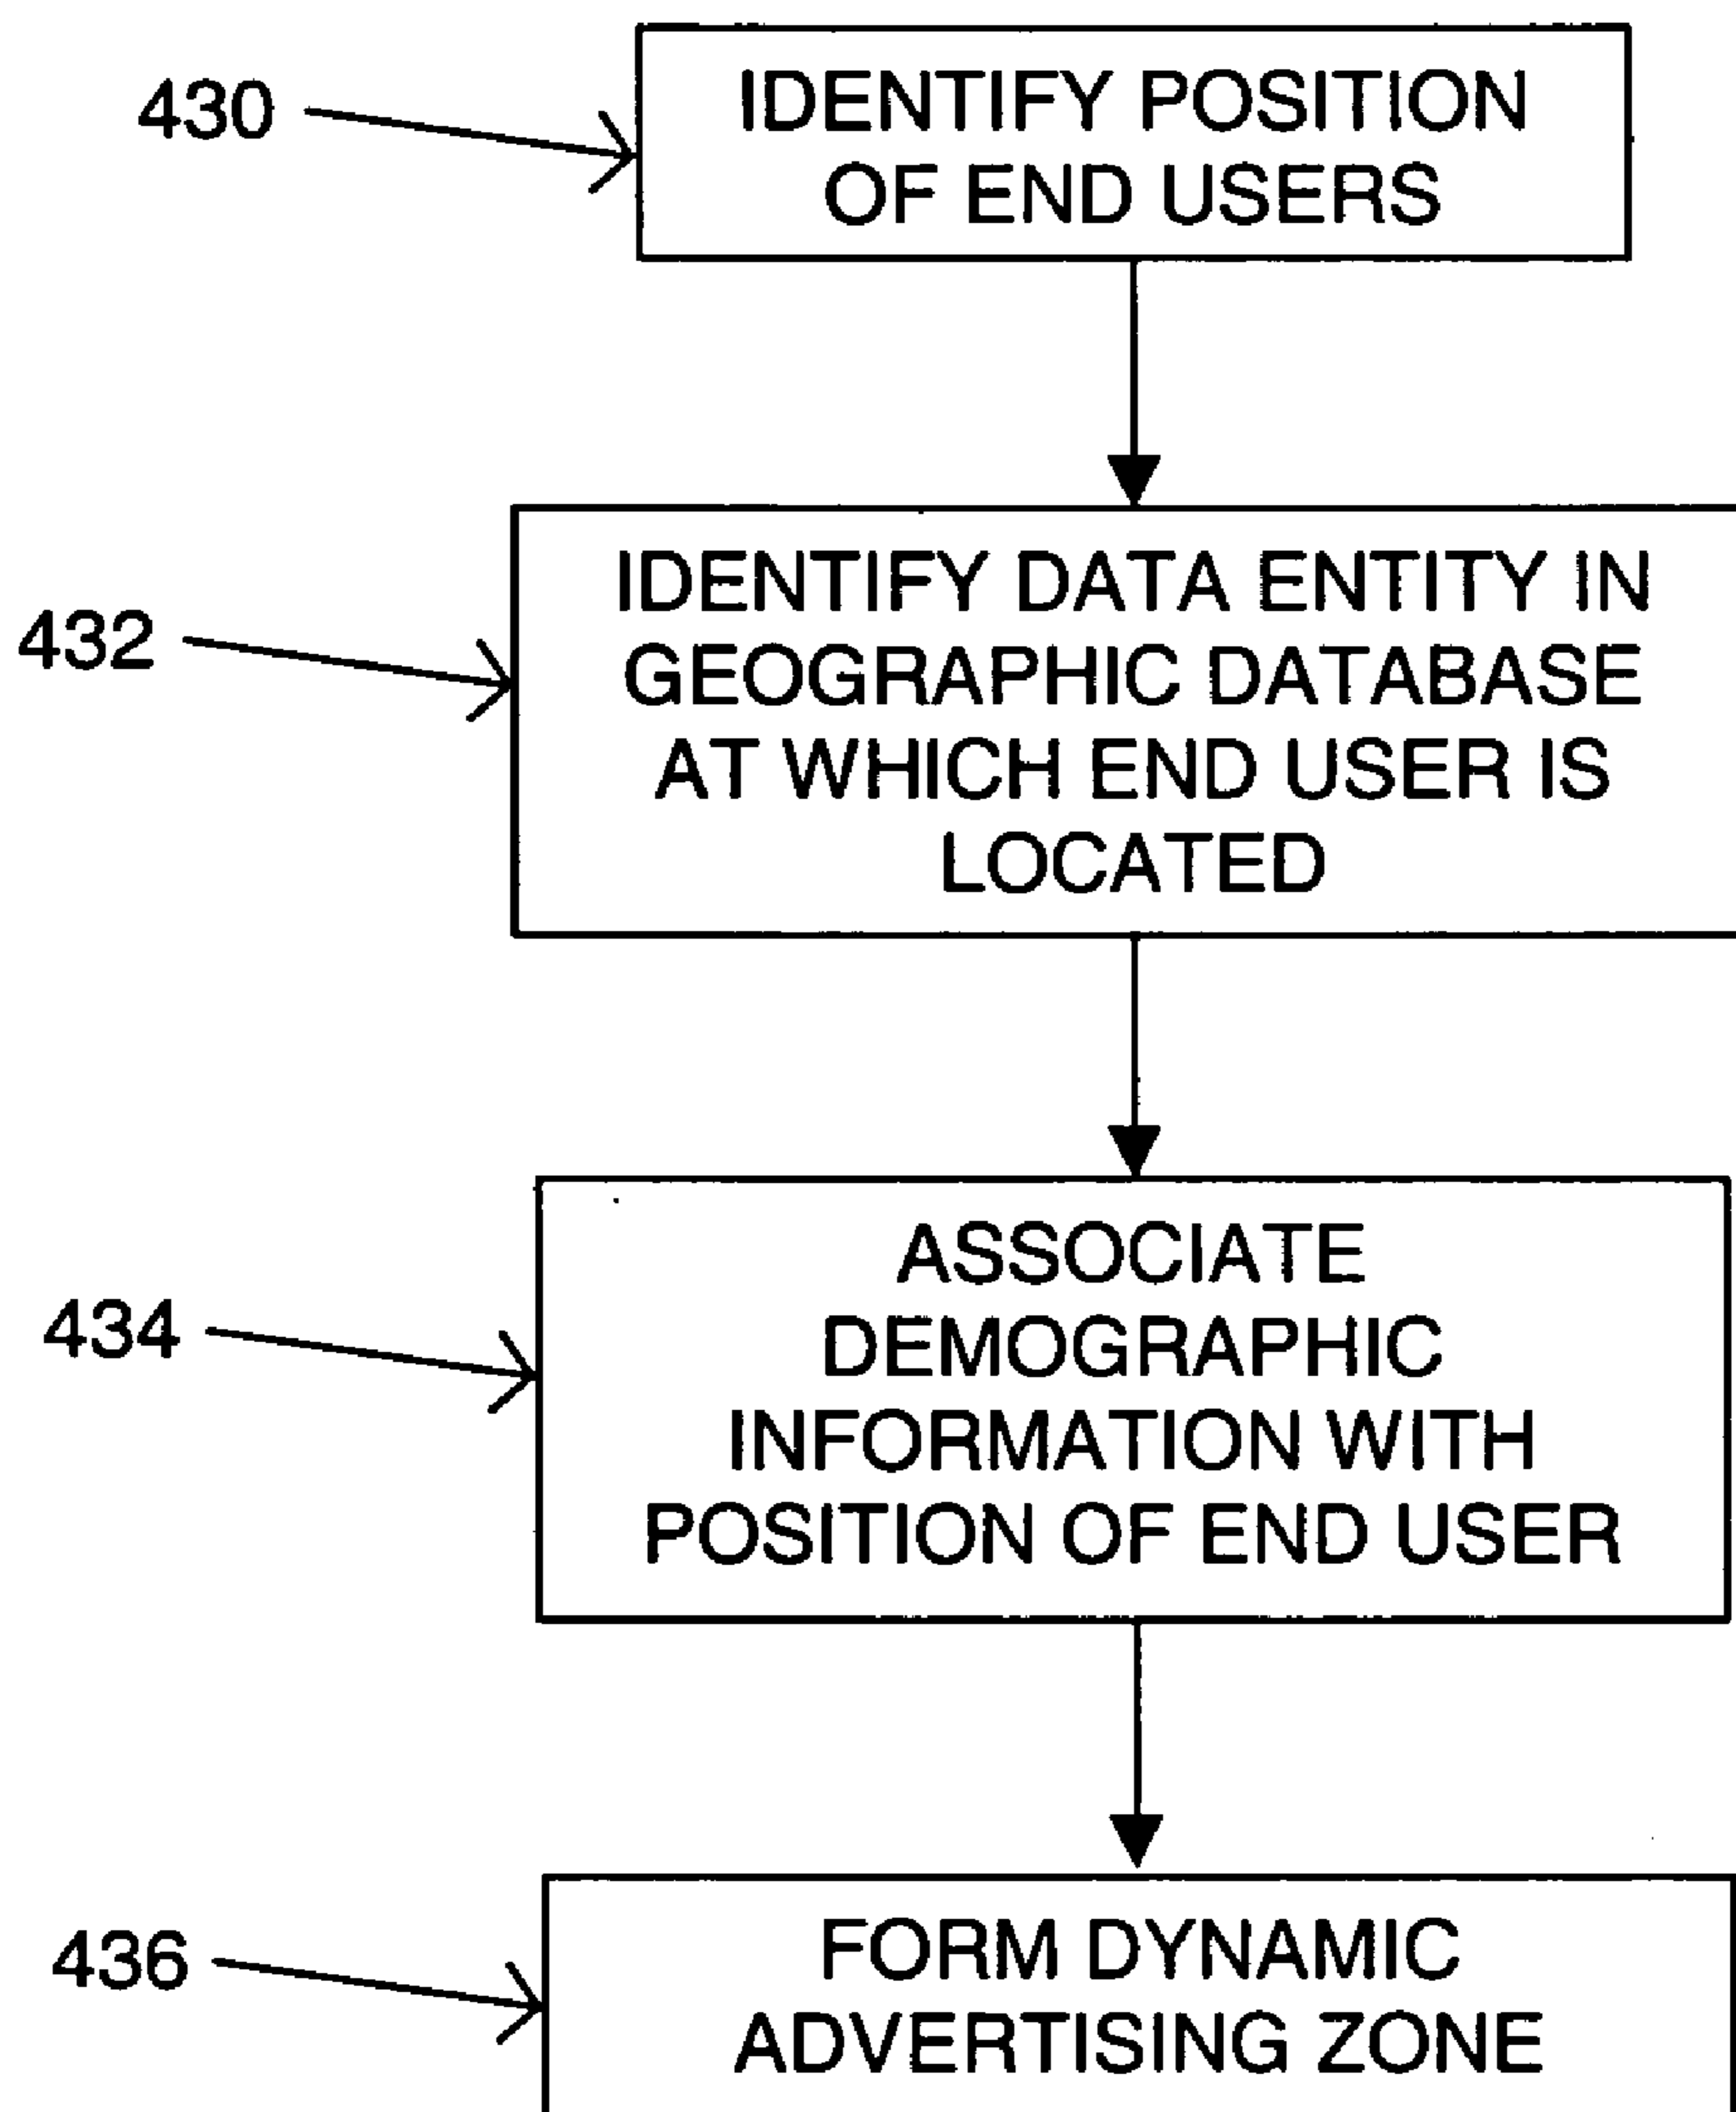 430
IDENTIFY POSITION
OF END USERS
432
IDENTIFY DATA ENTITY IN
GEOGRAPHIC DATABASE
AT WHICH END USER IS
LOCATED
434
ASSOCIATE
DEMOGRAPHIC
INFORMATION WITH
POSITION OF END USER
436
FORM DYNAMIC
ADVERTISING ZONE